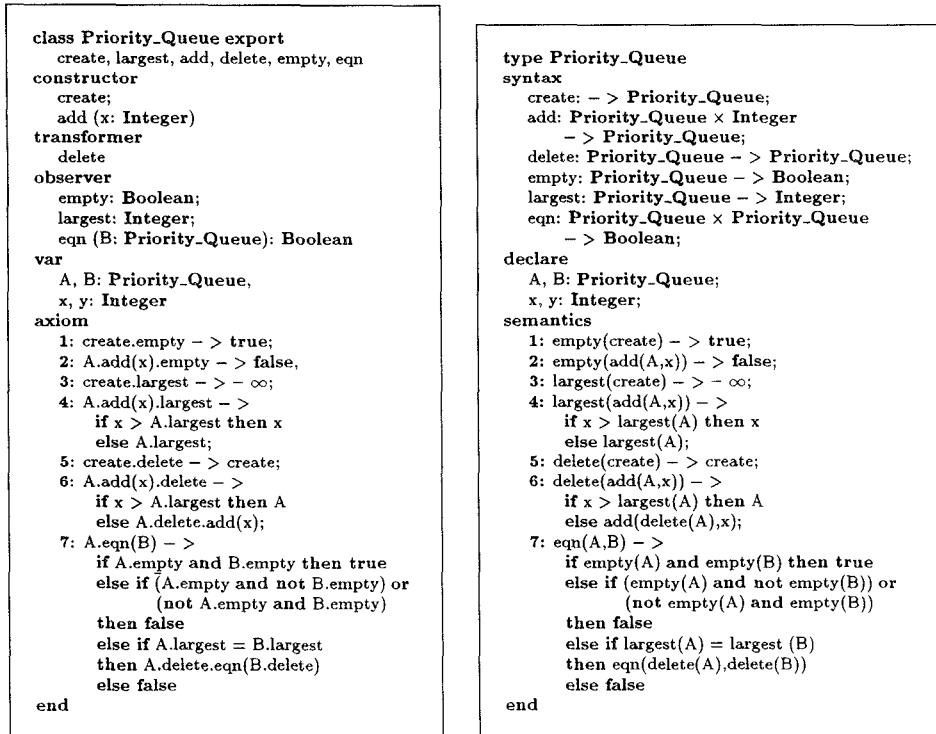 class Priority_Queue export
create, largest, add, delete, empty, eqn
constructor
create;
add (x: Integer)
transformer
delete
observer
empty: Boolean;
largest: Integer;
eqn (B: Priority_Queue): Boolean
var
A, B: Priority_Queue,
x, y: Integer
axiom
1: create.empty − > true;
2: A.add(x).empty − > false,
3: create.largest − > − ∞;
4: A.add(x).largest − >
if x > A.largest then x
else A.largest;
5: create.delete − > create;
6: A.add(x).delete − >
if x > A.largest then A
else A.delete.add(x);
7: A.eqn(B) − >
if A.empty and B.empty then true
else if (A.empty and not B.empty) or
(not A.empty and B.empty)
then false
else if A.largest = B.largest
then A.delete.eqn(B.delete)
else false
end
type Priority_Queue
syntax
create: − > Priority_Queue;
add: Priority_Queue × Integer
− > Priority_Queue;
delete: Priority_Queue − > Priority_Queue;
empty: Priority_Queue − > Boolean;
largest: Priority_Queue − > Integer;
eqn: Priority_Queue × Priority_Queue
− > Boolean;
declare
A, B: Priority_Queue;
x, y: Integer;
semantics
1: empty(create) − > true;
2: empty(add(A,x)) − > false;
3: largest(create) − > − ∞;
4: largest(add(A,x)) − >
if x > largest(A) then x
else largest(A);
5: delete(create) − > create;
6: delete(add(A,x)) − >
if x > largest(A) then A
else add(delete(A),x);
7: eqn(A,B) − >
if empty(A) and empty(B) then true
else if (empty(A) and not empty(B)) or
(not empty(A) and empty(B))
then false
else if largest(A) = largest (B)
then eqn(delete(A),delete(B))
else false
end